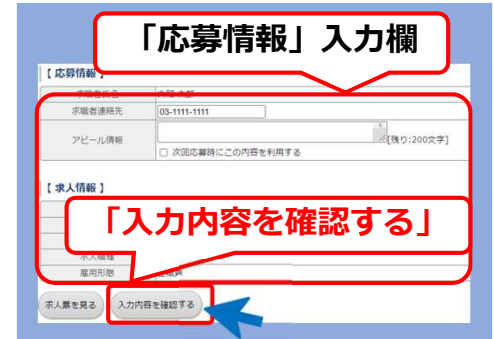 「応募情報」入力欄
【 応募情報 】
求職者連絡先
03-1111-1111
アピール情報
[残り:200文字]
次回応募時にこの内容を利用する
【 求人情報 】
「入力内容を確認する」
求人職種
雇用形態
求人票を見る
入力内容を確認する